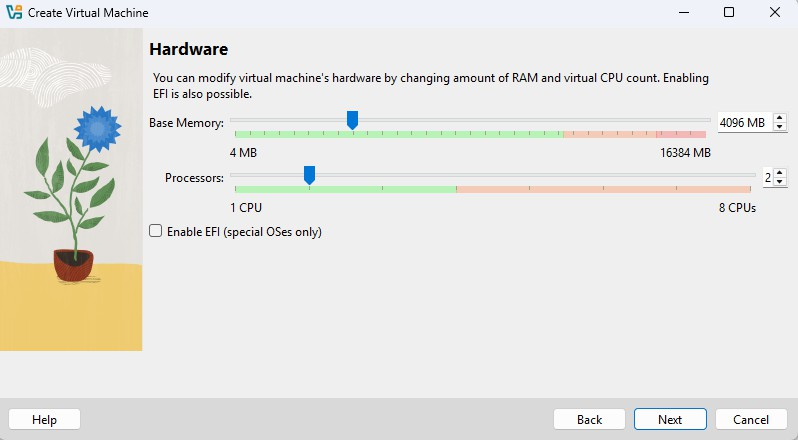 Create Virtual Machine
Hardware
You can modify virtual machine's hardware by changing amount of RAM and virtual CPU count. Enabling
EFI is also possible.
Base Memory:
4096 MB
4 MB
16384 MB
Processors:
2
1 CPU
8 CPUs
Enable EFI (special OSes only)
Help
Back
Next
Cancel